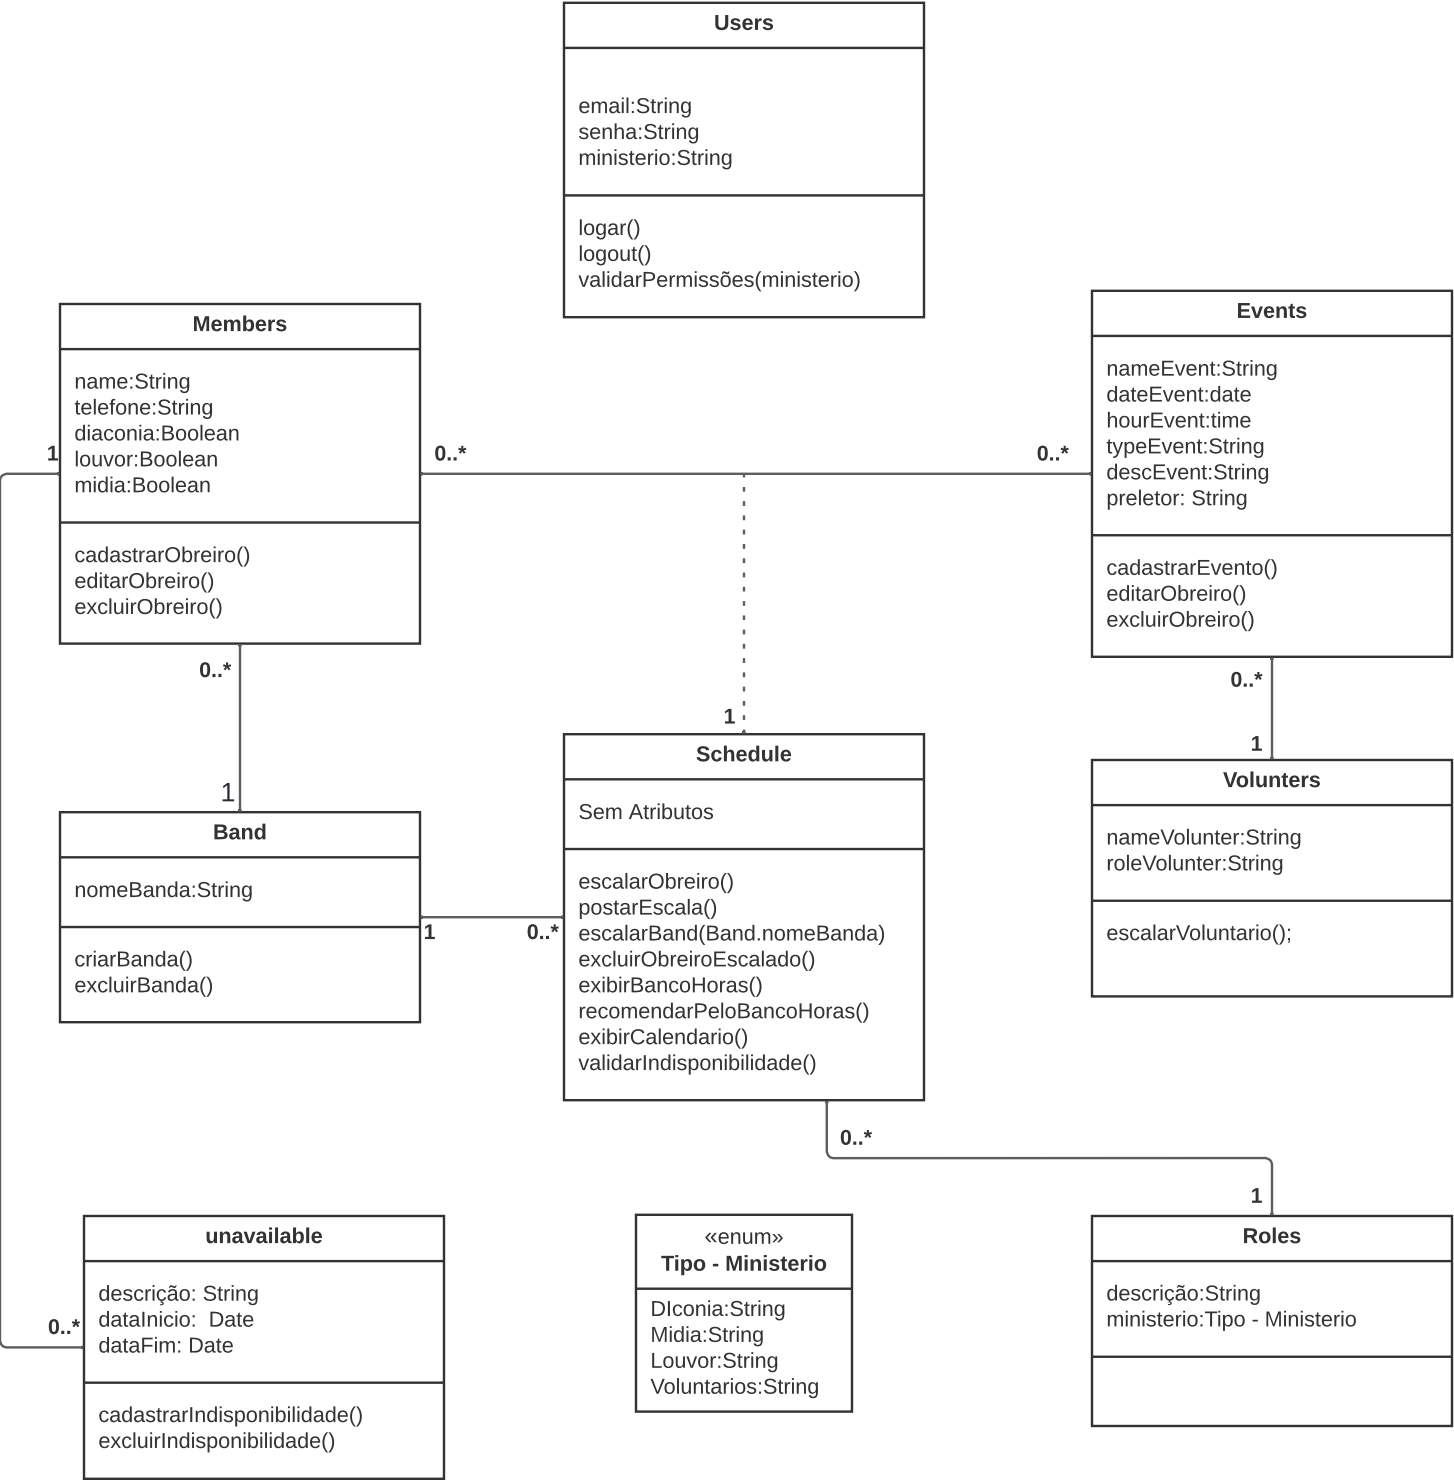 Users
email:String
senha:String
ministerio:String
logar()
logout()
validarPermissões(ministerio)
Members
name:String
telefone:String
diaconia:Boolean
louvor:Boolean
midia:Boolean
cadastrarObreiro()
editarObreiro()
excluirObreiro()
Events
nameEvent:String
dateEvent:date
hourEvent:time
typeEvent:String
descEvent:String
preletor: String
cadastrarEvento()
editarObreiro()
excluirObreiro()
1
0..*
0..*
0..*
1
1
0..*
1
Band
nomeBanda:String
criarBanda()
excluirBanda()
1
0..*
Schedule
Sem Atributos
escalarObreiro()
postarEscala()
escalarBand(Band.nomeBanda)
excluirObreiroEscalado()
exibirBancoHoras()
recomendarPeloBancoHoras()
exibirCalendario()
validarIndisponibilidade()
Volunters
nameVolunter:String
roleVolunter:String
escalarVoluntario();
0..*
1
0..*
unavailable
descrição: String
dataInicio:  Date
dataFim: Date
cadastrarIndisponibilidade()
excluirIndisponibilidade()
«enum»
Tipo - Ministerio
DIconia:String
Midia:String
Louvor:String
Voluntarios:String
Roles
descrição:String
ministerio:Tipo - Ministerio